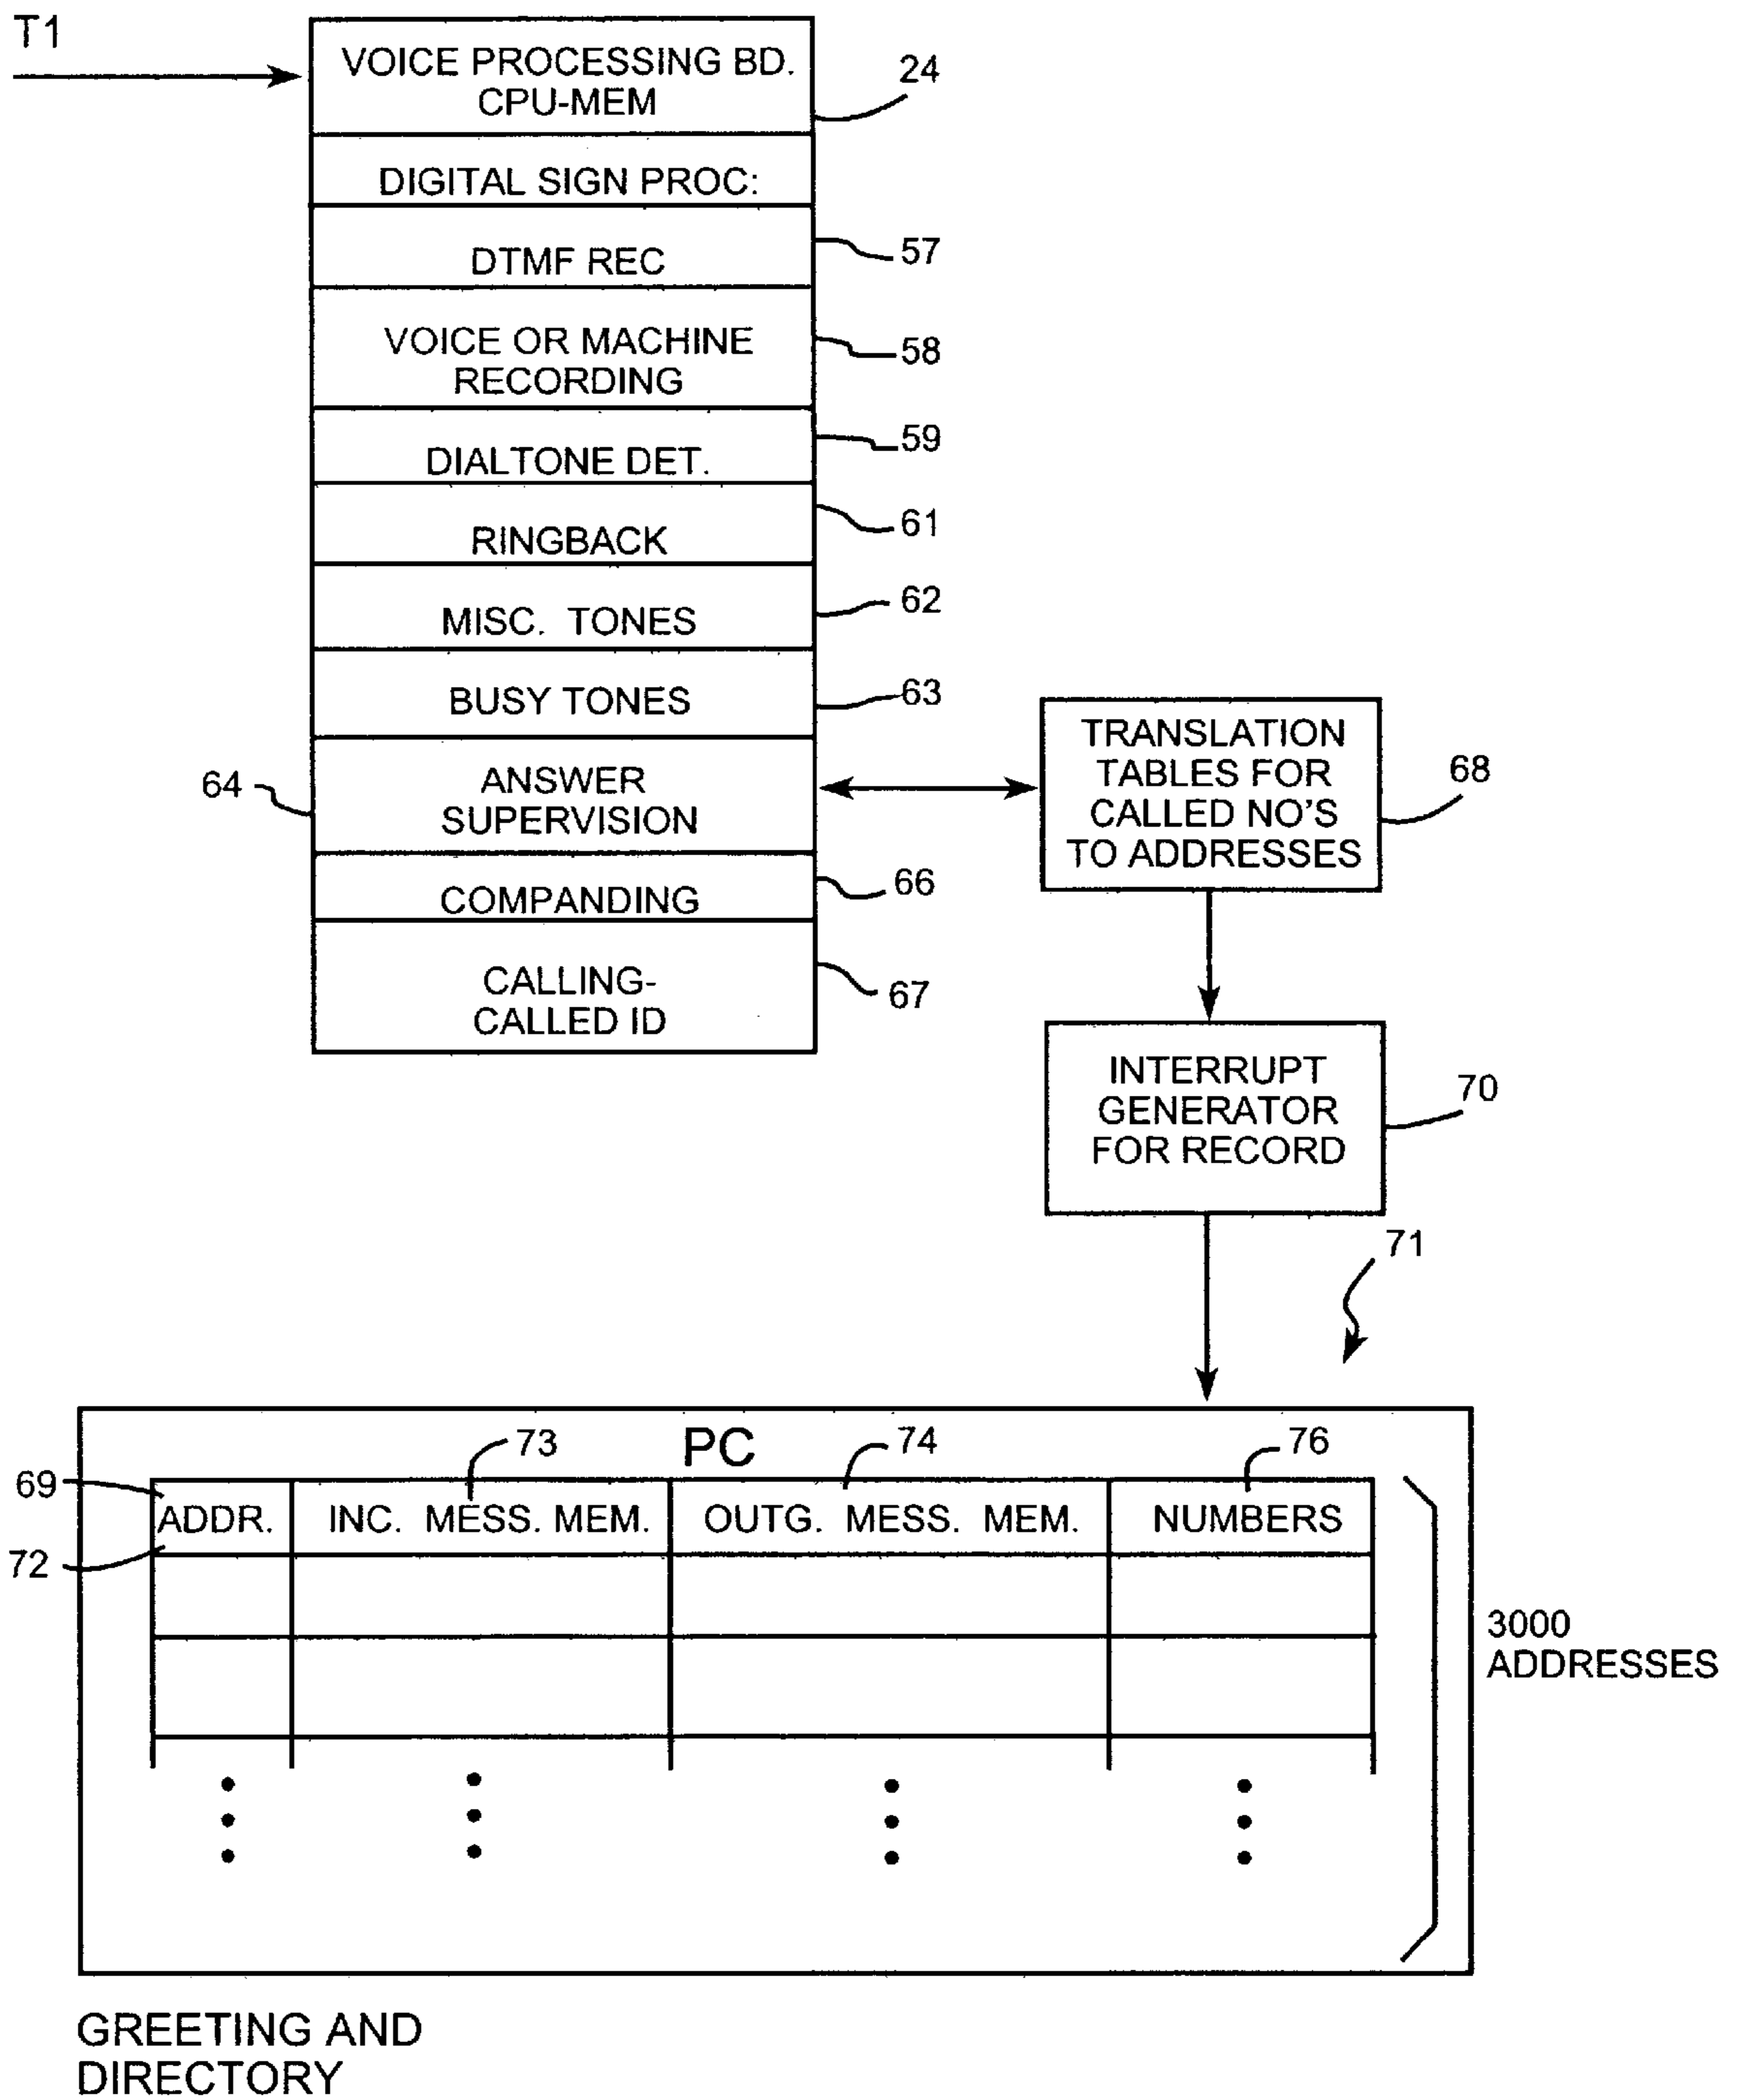 T1
VOICE PROCESSING BD.
CPU-MEM
24
DIGITAL SIGN PROC:
DTMF REC
57
VOICE OR MACHINE
RECORDING
58
DIALTONE DET.
59
RINGBACK
61
MISC. TONES
62
BUSY TONES
63
64
ANSWER
SUPERVISION
TRANSLATION
TABLES FOR
CALLED NO'S
TO ADDRESSES
68
COMPANDING
66
CALLING-
CALLED ID
67
INTERRUPT
GENERATOR
FOR RECORD
70
71
PC
69
73
74
76
ADDR.
INC. MESS. MEM.
OUTG. MESS. MEM.
NUMBERS
72
3000
ADDRESSES
GREETING AND
DIRECTORY